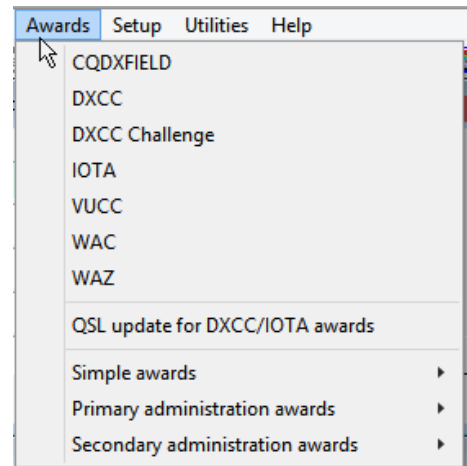 Awards Setup Utilities Help
CQDXFIELD
DXCC
DXCC Challenge
IOTA
VUCC
WAC
WAZ
QSL update for DXCC/IOTA awards
Simple awards
Primary administration awards
Secondary administration awards